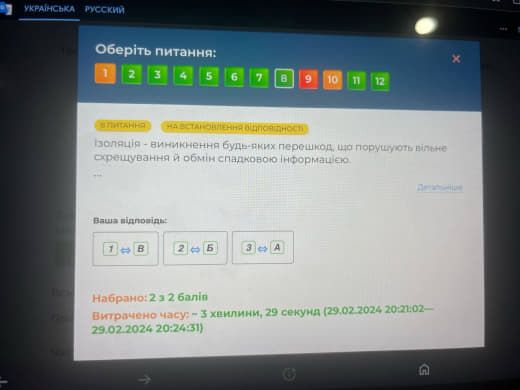 УКРАЇНСЬКА РУССКИЙ
Оберіть питання:
1 2 3 4 5 6 7 8 9 10 11 12
8 ПИТАННЯ НА ВСТАНОВЛЕННЯ ВІДПОВІДНОСТІ
Ізоляція - виникнення будь-яких перешкод, що порушують вільне
схрещування й обмін спадковою інформацією.
...
Детальніше
Ваша відповідь:
1 ⇔ В 2 ⇔ Б 3 ⇔ А
Набрано: 2 з 2 балів
Витрачено часу: ~ 3 хвилини, 29 секунд (29.02.2024 20:21:02—
29.02.2024 20:24:31)